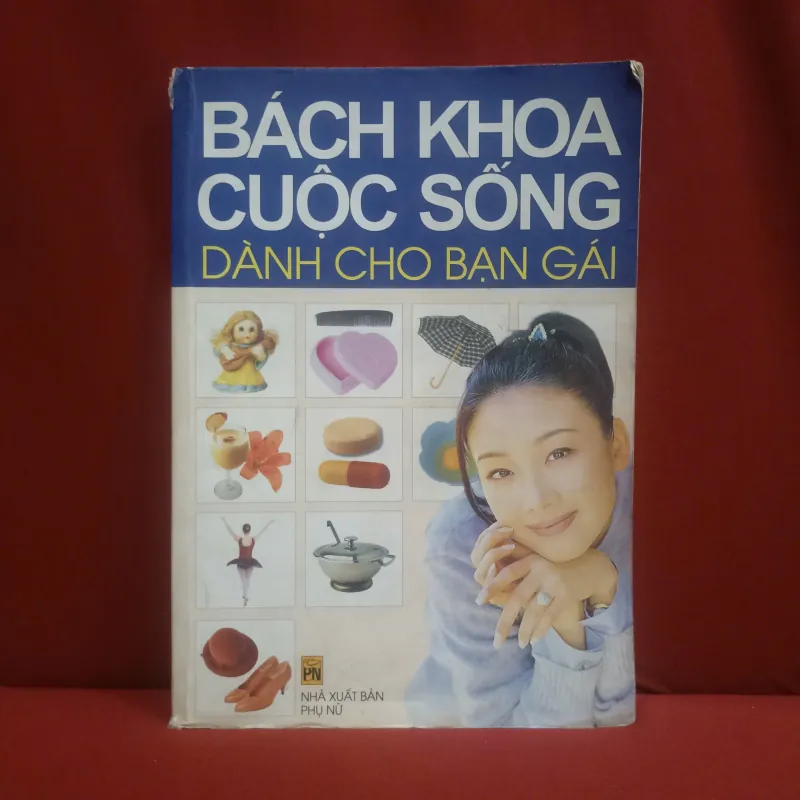 BÁCH KHOA
CUỘC SỐNG
DÀNH CHO BẠN GÁI
PN
NHÀ XUẤT BẢN
PHỤ NỮ